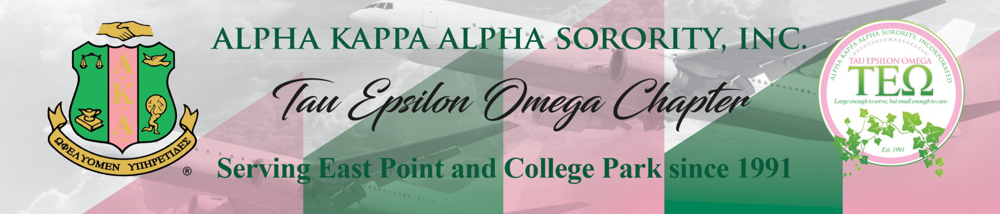 ALPHA KAPPA ALPHA SORORITY, INC.
Tau Epsilon Omega Chapter
Serving East Point and College Park since 1991
A·K·A·
ΩΦΕΛΥΟΜΕΝ ΥΠΗΡΕΤΙΔΕΣ
®
ALPHA KAPPA ALPHA SORORITY, INCORPORATED
TAU EPSILON OMEGA
ΤΕΩ
Large enough to serve, but small enough to care
Est. 1991